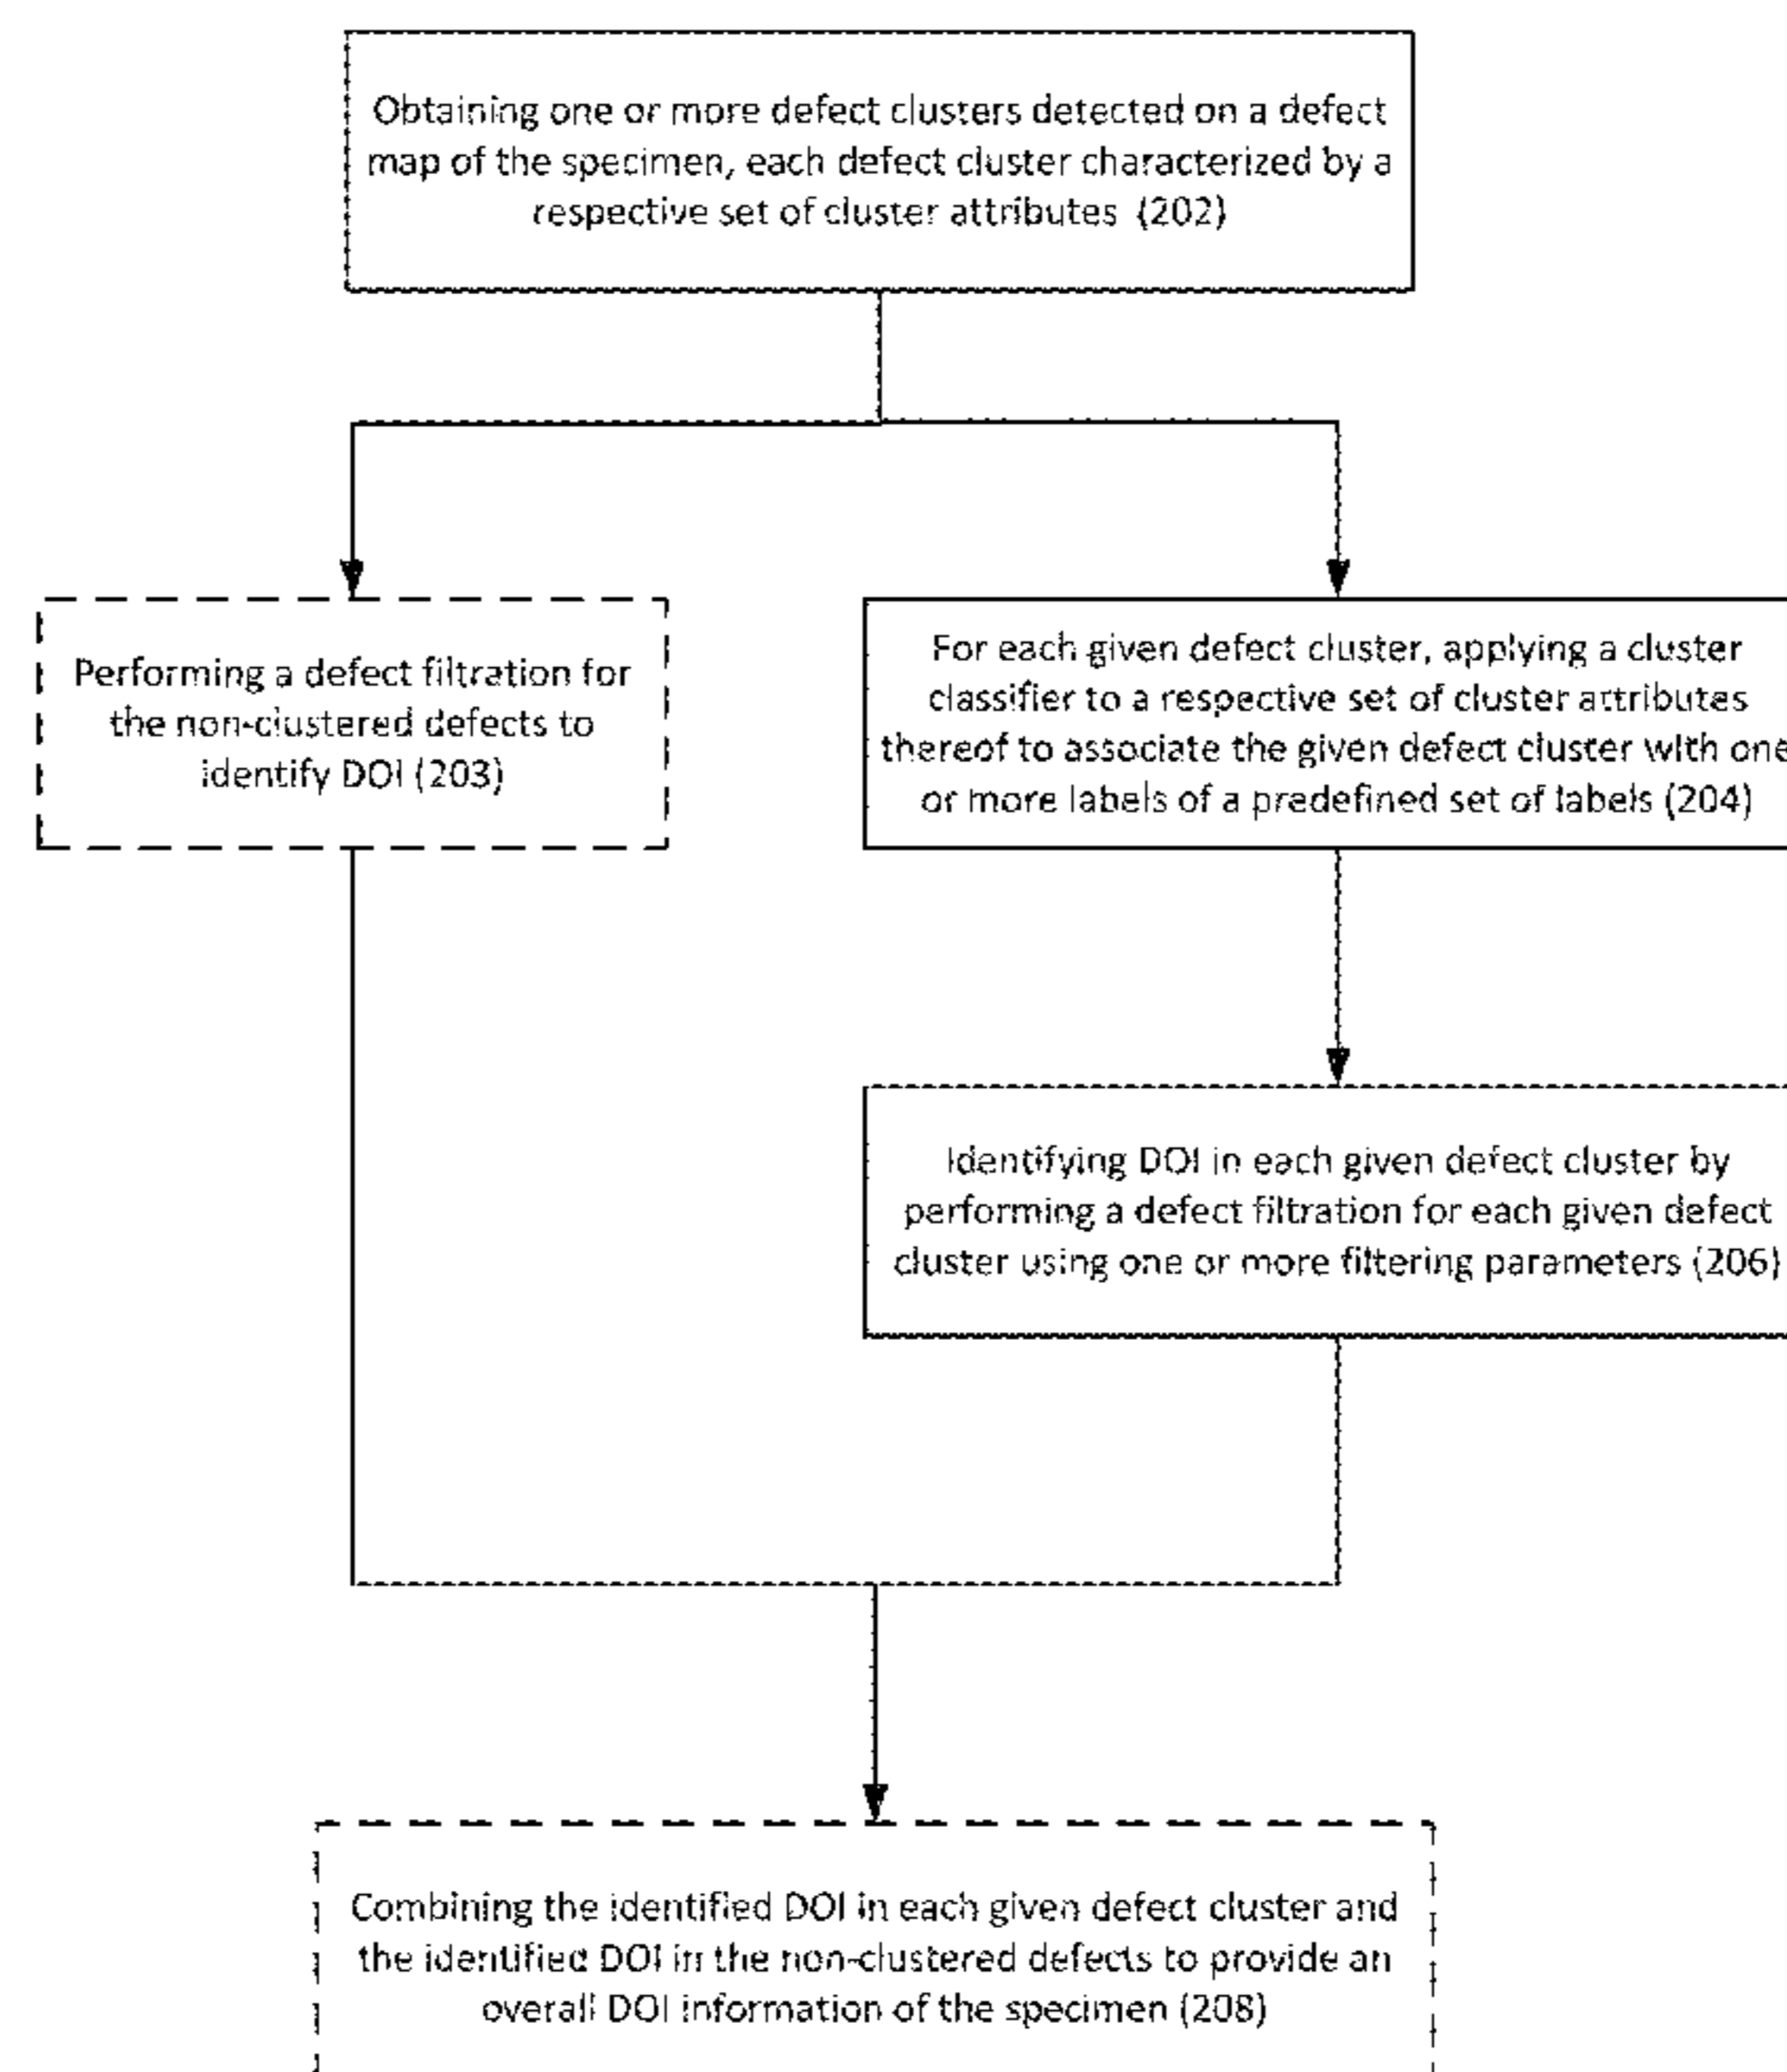 Obtaining one or more defect clusters detected on a defect
map of the specimen, each defect cluster characterized by a
respective set of cluster attributes (202)
Performing a defect filtration for
the non-clustered defects to
identify DOI (203)
For each given defect cluster, applying a cluster
classifier to a respective set of cluster attributes
thereof to associate the given defect cluster with one
or more labels of a predefined set of labels (204)
Identifying DOI in each given defect cluster by
performing a defect filtration for each given defect
cluster using one or more filtering parameters (206)
Combining the identified DOI in each given defect cluster and
the identified DOI in the non-clustered defects to provide an
overall DOI information of the specimen (208)